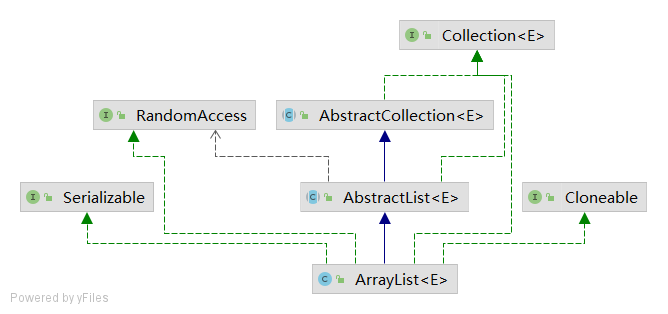 I Collection<E>
I RandomAccess
C AbstractCollection<E>
I Serializable
C AbstractList<E>
I Cloneable
C ArrayList<E>
Powered by yFiles